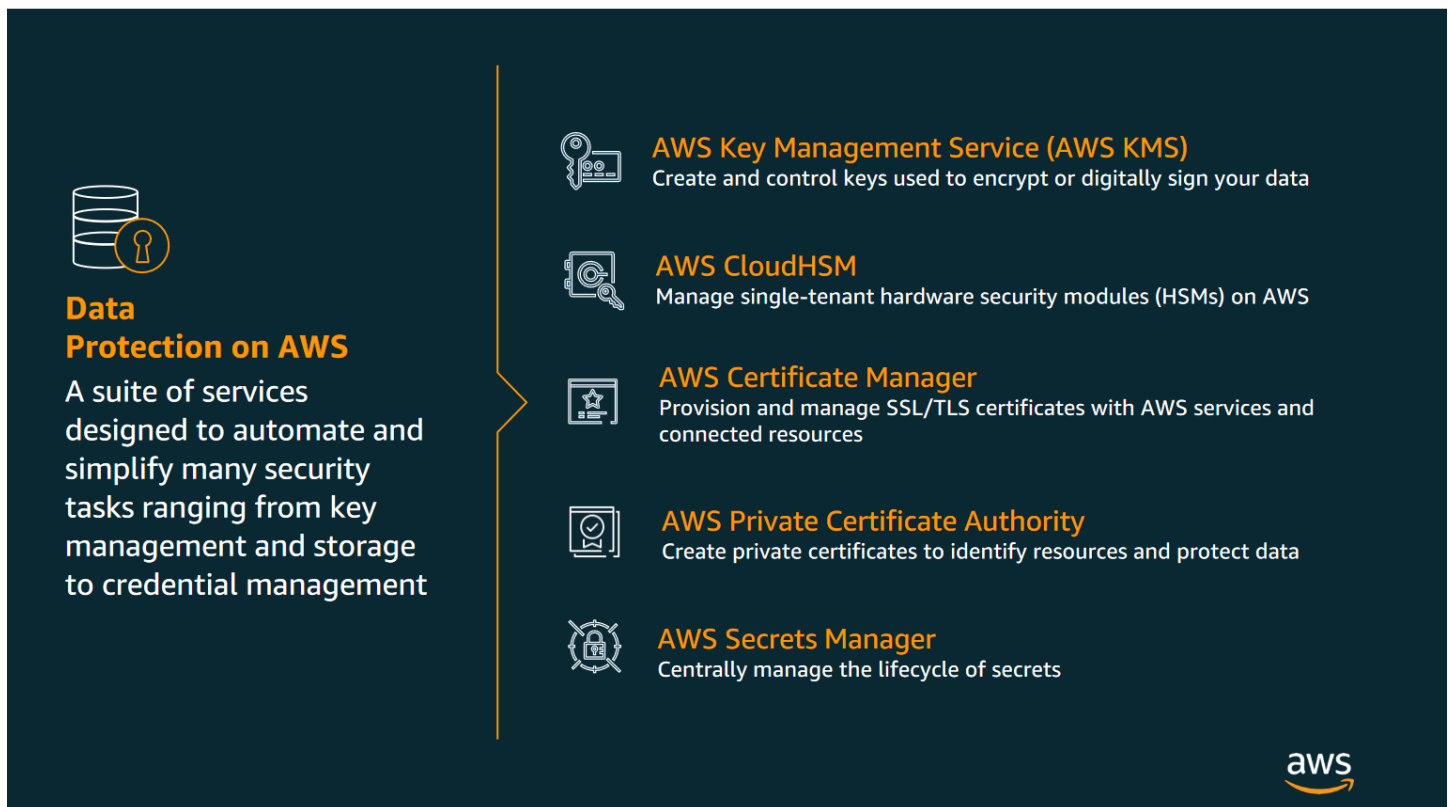 Data
Protection on AWS
A suite of services
designed to automate and
simplify many security
tasks ranging from key
management and storage
to credential management
AWS Key Management Service (AWS KMS)
Create and control keys used to encrypt or digitally sign your data
AWS CloudHSM
Manage single-tenant hardware security modules (HSMs) on AWS
AWS Certificate Manager
Provision and manage SSL/TLS certificates with AWS services and
connected resources
AWS Private Certificate Authority
Create private certificates to identify resources and protect data
AWS Secrets Manager
Centrally manage the lifecycle of secrets
aws